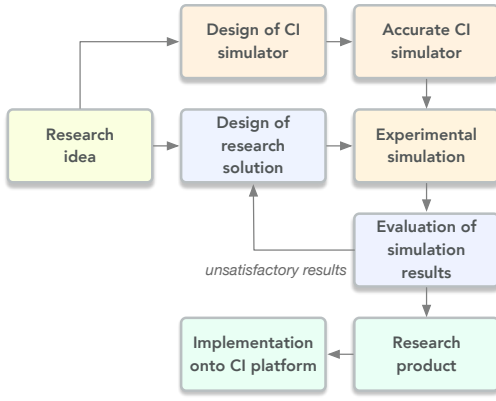 Design of CI
simulator
Accurate CI
simulator
Research
idea
Design of
research
solution
Experimental
simulation
Evaluation of
simulation
results
unsatisfactory results
Implementation
onto CI platform
Research
product